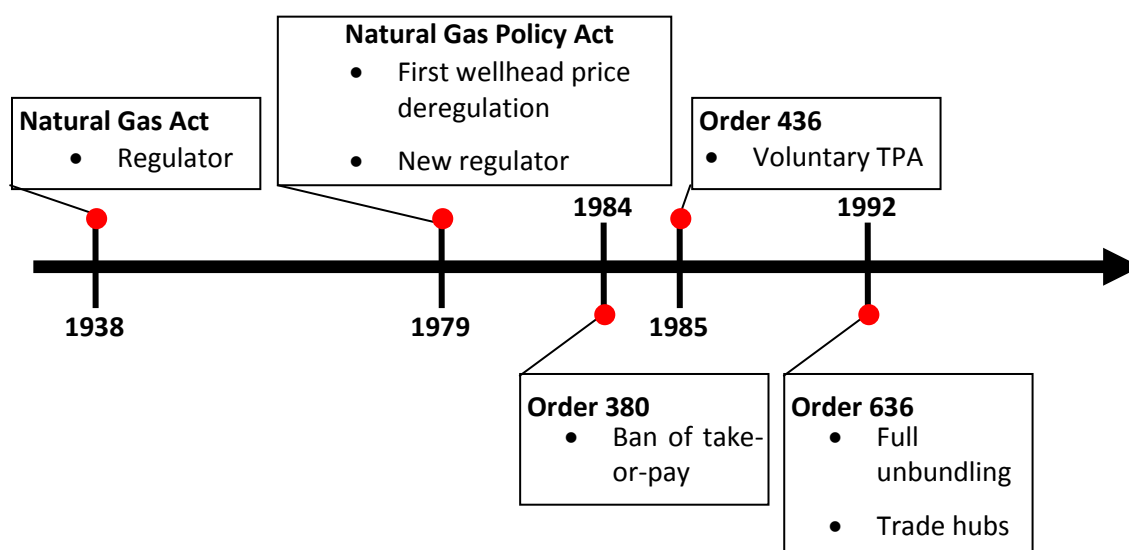 Natural Gas Policy Act
• First wellhead price
deregulation
• New regulator
Natural Gas Act
• Regulator
Order 436
• Voluntary TPA
1984
1992
1938
1979
1985
Order 380
• Ban of take-
or-pay
Order 636
• Full
unbundling
• Trade hubs